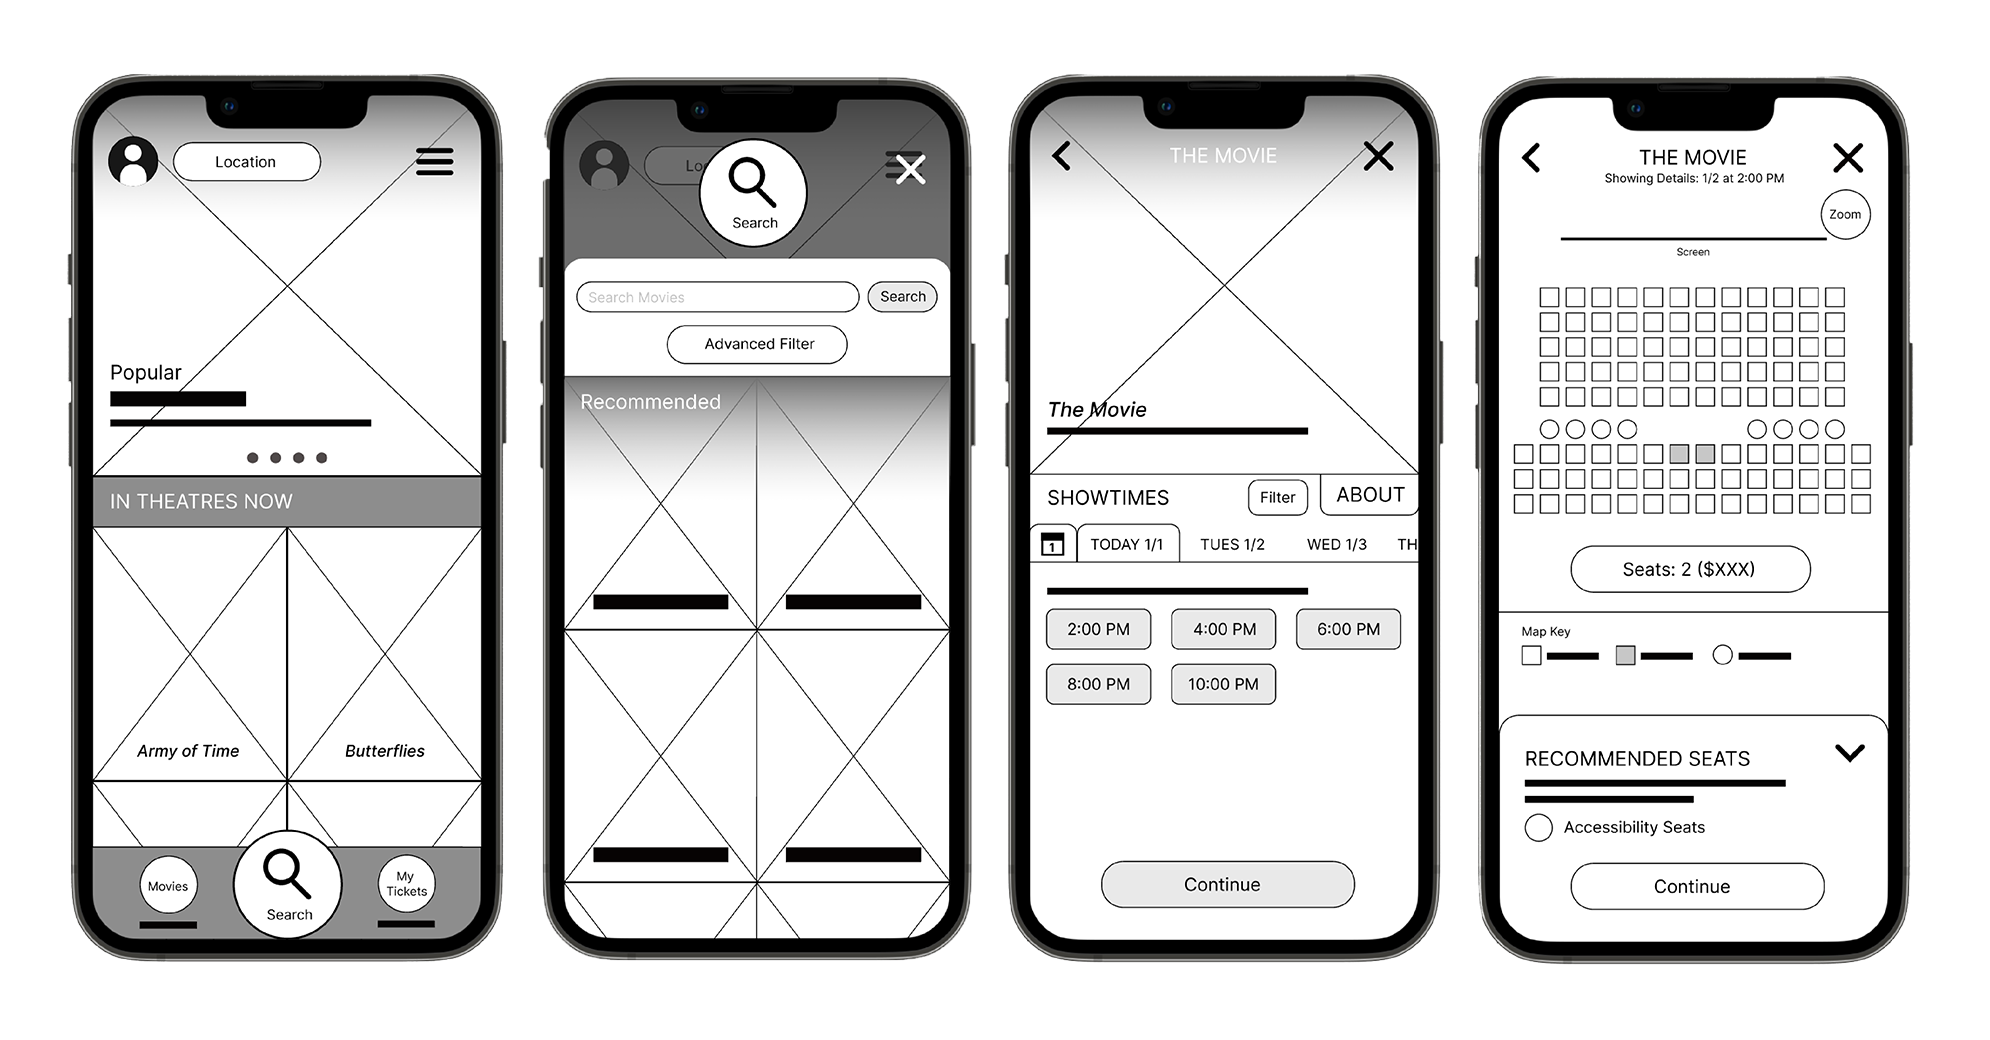 Location
Popular
IN THEATRES NOW
Army of Time
Butterflies
Movies
Search
My
Tickets
Lo
Search
Search Movies
Search
Advanced Filter
Recommended
THE MOVIE
The Movie
SHOWTIMES
Filter
ABOUT
1
TODAY 1/1
TUES 1/2
WED 1/3
TH
2:00 PM
4:00 PM
6:00 PM
8:00 PM
10:00 PM
Continue
THE MOVIE
Showing Details: 1/2 at 2:00 PM
Zoom
Screen
Seats: 2 ($XXX)
Map Key
RECOMMENDED SEATS
Accessibility Seats
Continue